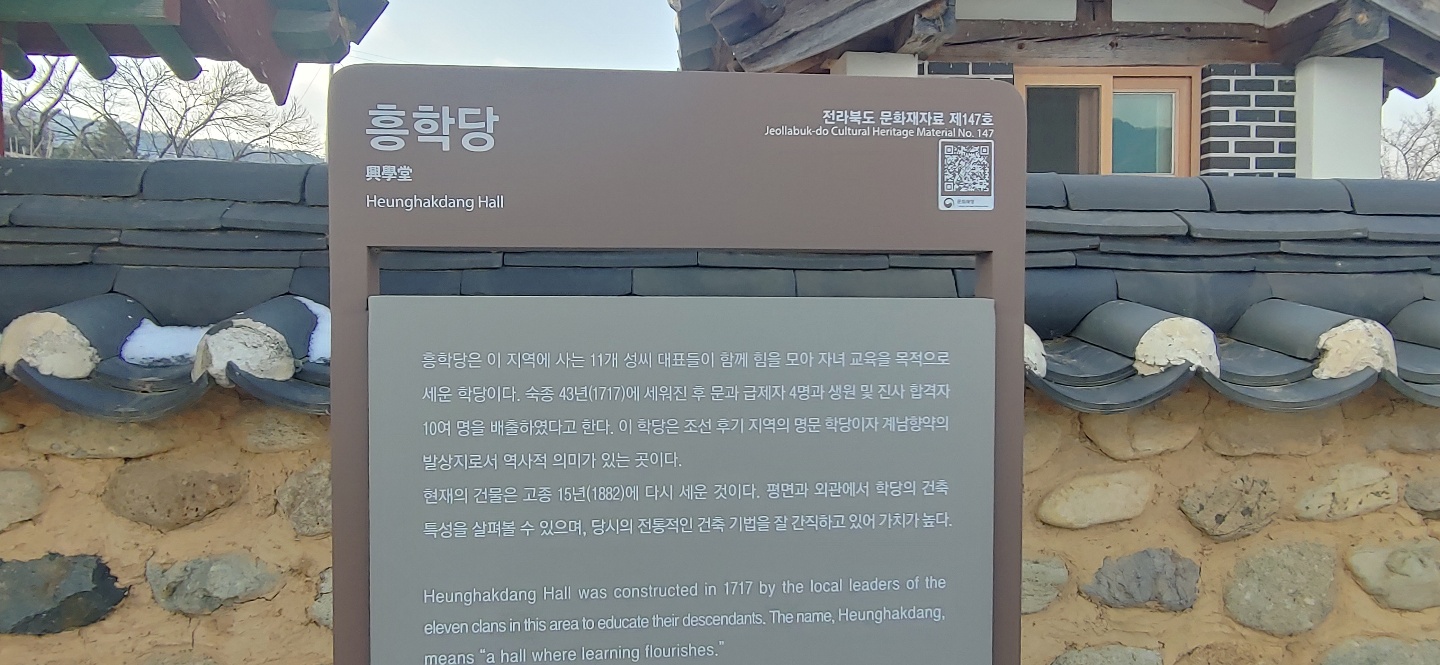 흥학당
興學堂
Heunghakdang Hall
전라북도 문화재자료 제147호
Jeollabuk-do Cultural Heritage Material No. 147
흥학당은 이 지역에 사는 11개 성씨 대표들이 함께 힘을 모아 자녀 교육을 목적으로
세운 학당이다. 숙종 43년(1717)에 세워진 후 문과 급제자 4명과 생원 및 진사 합격자
10여 명을 배출하였다고 한다. 이 학당은 조선 후기 지역의 명문 학당이자 계남향약의
발상지로서 역사적 의미가 있는 곳이다.
현재의 건물은 고종 15년(1882)에 다시 세운 것이다. 평면과 외관에서 학당의 건축
특성을 살펴볼 수 있으며, 당시의 전통적인 건축 기법을 잘 간직하고 있어 가치가 높다.
Heunghakdang Hall was constructed in 1717 by the local leaders of the
eleven clans in this area to educate their descendants. The name, Heunghakdang,
means “a hall where learning flourishes.”